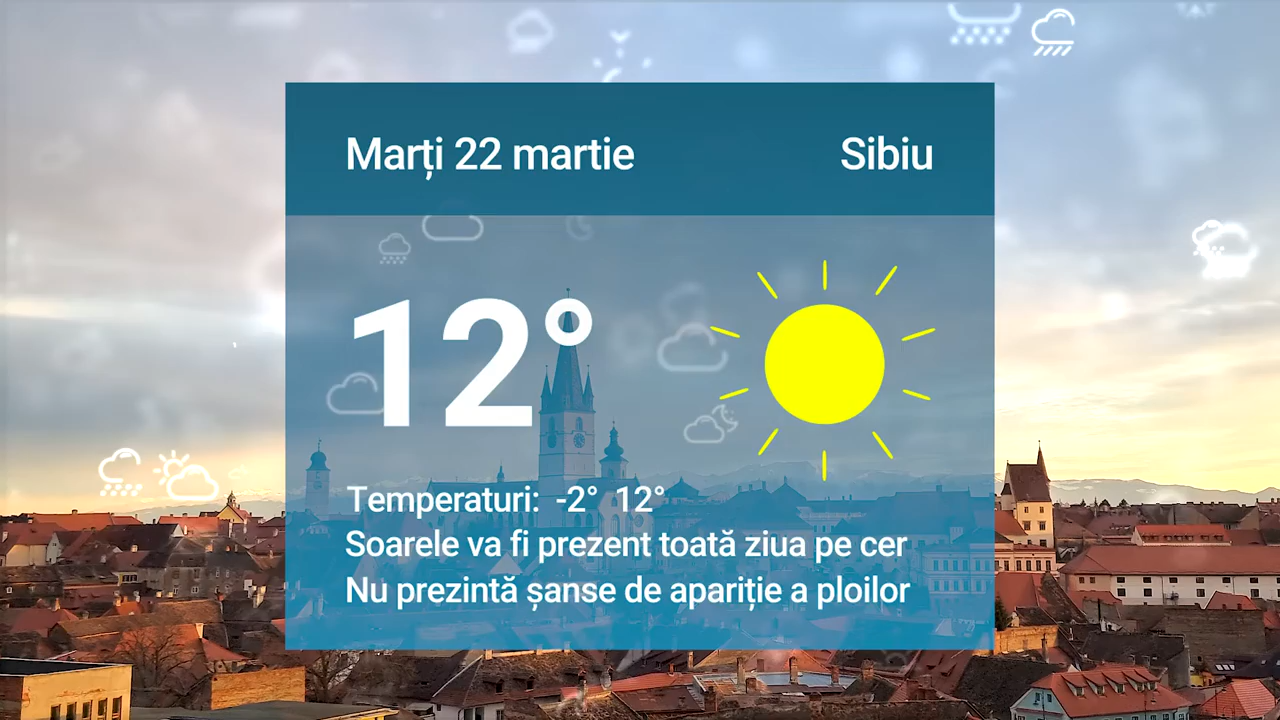 Marți 22 martie Sibiu
12°
Temperaturi: -2° 12°
Soarele va fi prezent toată ziua pe cer
Nu prezintă șanse de apariție a ploilor